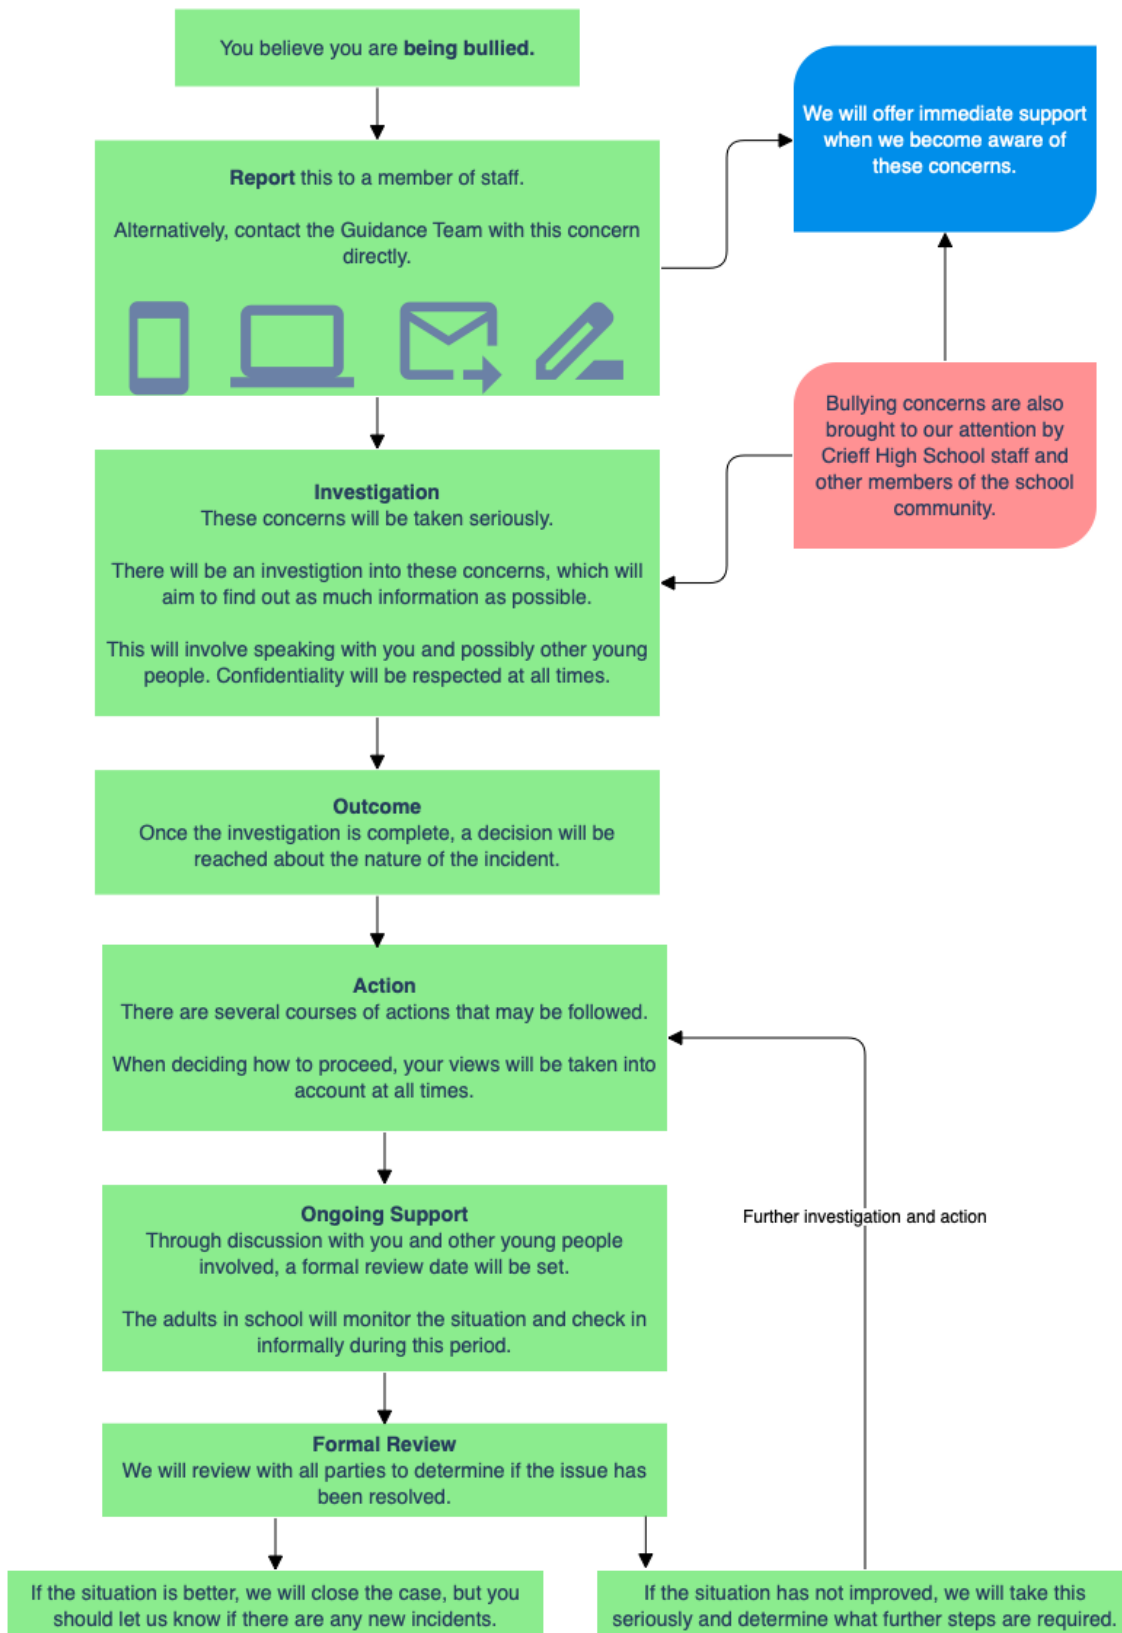 You believe you are being bullied.
We will offer immediate support
when we become aware of
these concerns.
Report this to a member of staff.
Alternatively, contact the Guidance Team with this concern
directly.
Bullying concerns are also
brought to our attention by
Crieff High School staff and
other members of the school
community.
Investigation
These concerns will be taken seriously.
There will be an investigtion into these concerns, which will
aim to find out as much information as possible.
This will involve speaking with you and possibly other young
people. Confidentiality will be respected at all times.
Outcome
Once the investigation is complete, a decision will be
reached about the nature of the incident.
Action
There are several courses of actions that may be followed.
When deciding how to proceed, your views will be taken into
account at all times.
Ongoing Support
Through discussion with you and other young people
involved, a formal review date will be set.
The adults in school will monitor the situation and check in
informally during this period.
Further investigation and action
Formal Review
We will review with all parties to determine if the issue has
been resolved.
If the situation is better, we will close the case, but you
should let us know if there are any new incidents.
If the situation has not improved, we will take this
seriously and determine what further steps are required.